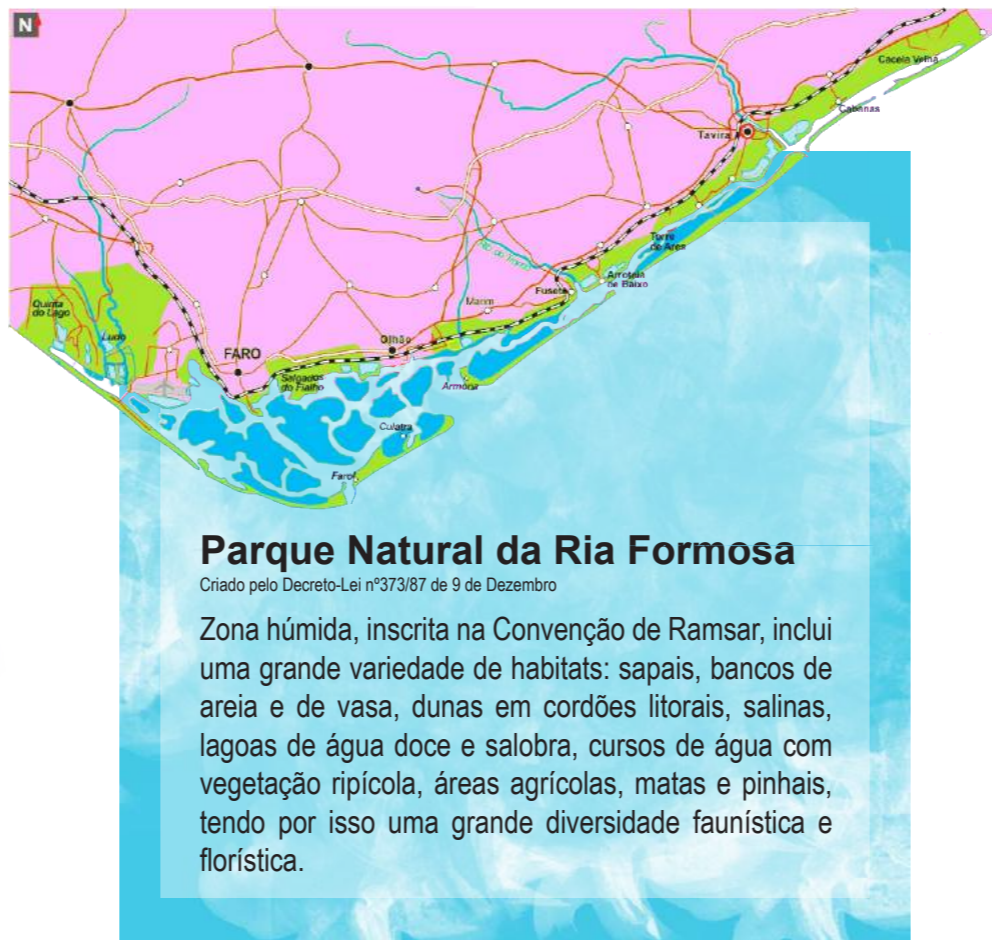 N
Cacela Velha
Cabanas
Tavira
Torre
de Ares
Arroteia
de Baixo
Fuseta
Marim
Quinta
do Lago
Ludo
FARO
Olhão
Salgados
do Fialho
Armona
Culatra
Farol
Parque Natural da Ria Formosa
Criado pelo Decreto-Lei nº373/87 de 9 de Dezembro
Zona húmida, inscrita na Convenção de Ramsar, inclui
uma grande variedade de habitats: sapais, bancos de
areia e de vasa, dunas em cordões litorais, salinas,
lagoas de água doce e salobra, cursos de água com
vegetação ripícola, áreas agrícolas, matas e pinhais,
tendo por isso uma grande diversidade faunística e
florística.